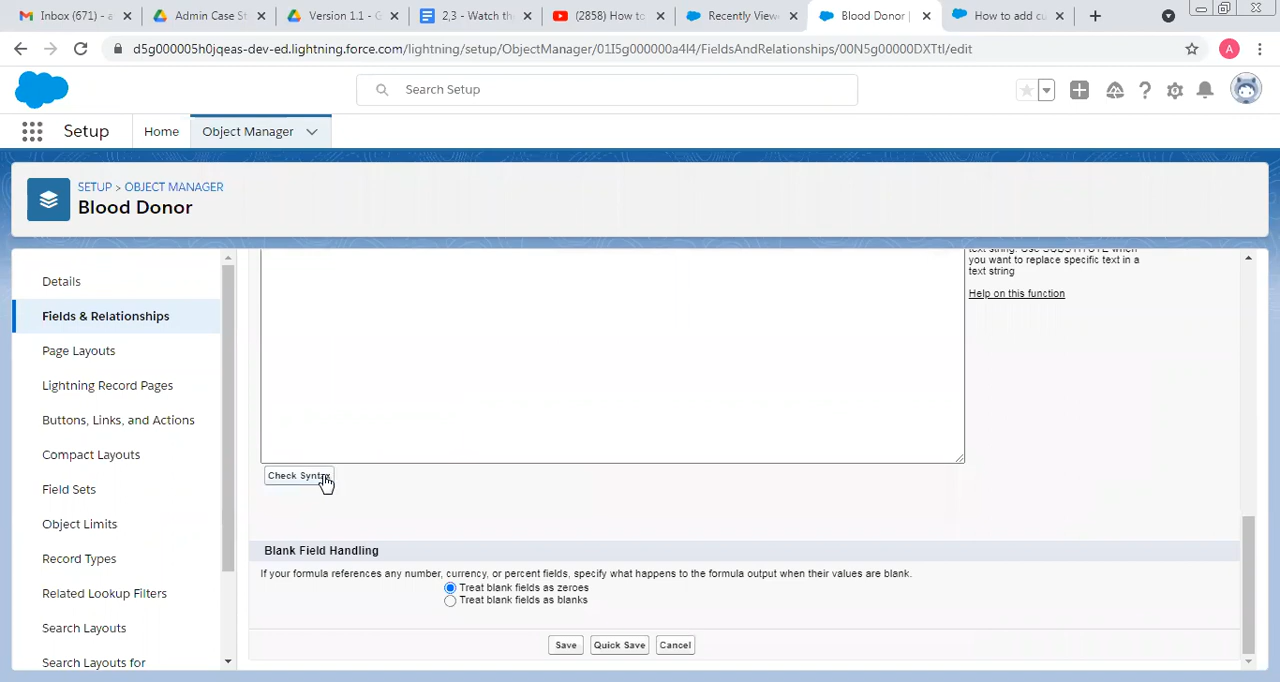 Inbox (671) - a
Admin Case St
Version 1.1 - G
2,3 - Watch th
(2858) How to
Recently View
Blood Donor |
How to add cu
d5g000005h0jqeas-dev-ed.lightning.force.com/lightning/setup/ObjectManager/01I5g000000a4I4/FieldsAndRelationships/00N5g00000DXTtl/edit
A
Search Setup
Setup
Home
Object Manager
SETUP > OBJECT MANAGER
Blood Donor
Details
Fields & Relationships
Page Layouts
Lightning Record Pages
Buttons, Links, and Actions
Compact Layouts
Field Sets
Object Limits
Record Types
Related Lookup Filters
Search Layouts
Search Layouts for
text string. Use SUBSTITUTE when
you want to replace specific text in a
text string
Help on this function
Check Syntax
Blank Field Handling
If your formula references any number, currency, or percent fields, specify what happens to the formula output when their values are blank.
Treat blank fields as zeroes
Treat blank fields as blanks
Save
Quick Save
Cancel